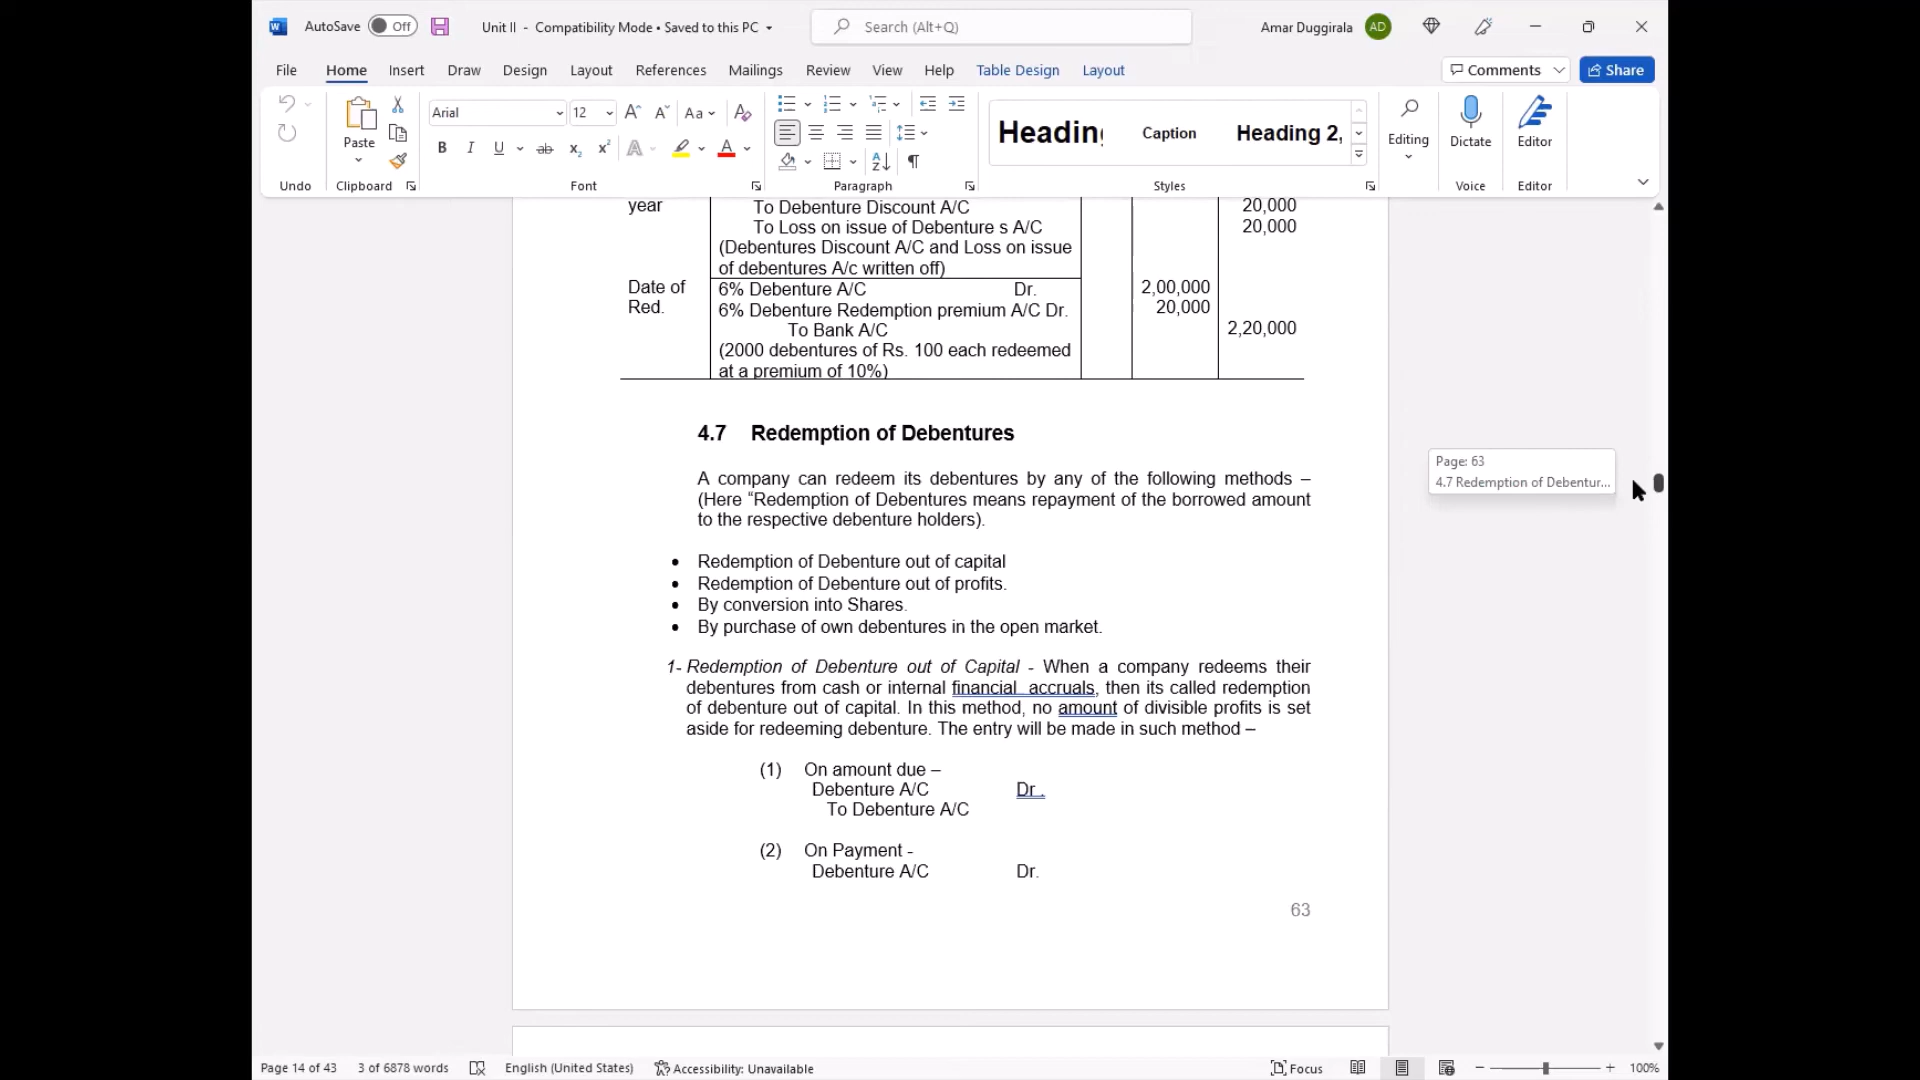 AutoSave Off Unit II - Compatibility Mode • Saved to this PC Search (Alt+Q) Amar Duggirala AD
File Home Insert Draw Design Layout References Mailings Review View Help Table Design Layout Comments Share
Arial 12 Aa
Paste B I U ab x₂ x² A A
Heading Caption Heading 2,
Editing Dictate Editor
Undo Clipboard Font Paragraph Styles Voice Editor
year To Debenture Discount A/C 20,000
To Loss on issue of Debenture s A/C 20,000
(Debentures Discount A/C and Loss on issue
of debentures A/c written off)
Date of 6% Debenture A/C Dr. 2,00,000
Red. 6% Debenture Redemption premium A/C Dr. 20,000
To Bank A/C 2,20,000
(2000 debentures of Rs. 100 each redeemed
at a premium of 10%)
4.7 Redemption of Debentures
A company can redeem its debentures by any of the following methods –
(Here “Redemption of Debentures means repayment of the borrowed amount
to the respective debenture holders).
• Redemption of Debenture out of capital
• Redemption of Debenture out of profits.
• By conversion into Shares.
• By purchase of own debentures in the open market.
1- Redemption of Debenture out of Capital - When a company redeems their
debentures from cash or internal financial accruals, then its called redemption
of debenture out of capital. In this method, no amount of divisible profits is set
aside for redeeming debenture. The entry will be made in such method –
(1) On amount due –
Debenture A/C Dr .
To Debenture A/C
(2) On Payment -
Debenture A/C Dr.
63
Page: 63
4.7 Redemption of Debentur...
Page 14 of 43 3 of 6878 words English (United States) Accessibility: Unavailable Focus 100%